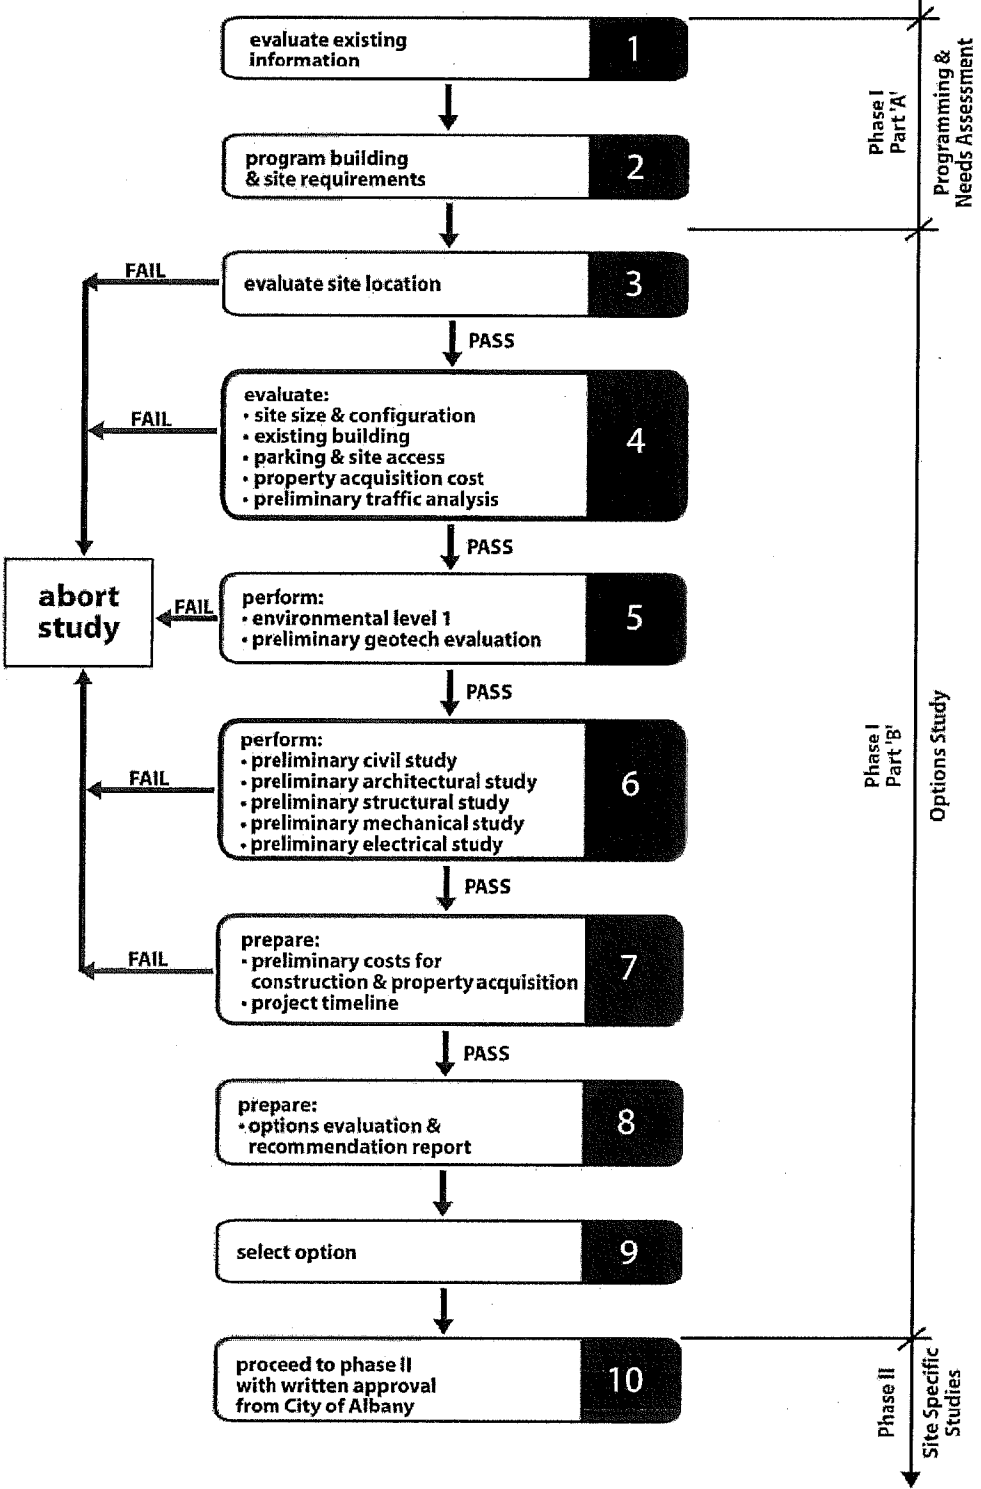 evaluate existing
information
1
program building
& site requirements
2
Phase I
Part 'A'
Programming &
Needs Assessment
FAIL
evaluate site location
3
PASS
FAIL
evaluate:
• site size & configuration
• existing building
• parking & site access
• property acquisition cost
• preliminary traffic analysis
4
PASS
abort
study
FAIL
perform:
• environmental level 1
• preliminary geotech evaluation
5
PASS
FAIL
perform:
• preliminary civil study
• preliminary architectural study
• preliminary structural study
• preliminary mechanical study
• preliminary electrical study
6
Phase I
Part 'B'
Options Study
PASS
FAIL
prepare:
• preliminary costs for
construction & property acquisition
• project timeline
7
PASS
prepare:
• options evaluation &
recommendation report
8
select option
9
proceed to phase II
with written approval
from City of Albany
10
Phase II
Site Specific
Studies